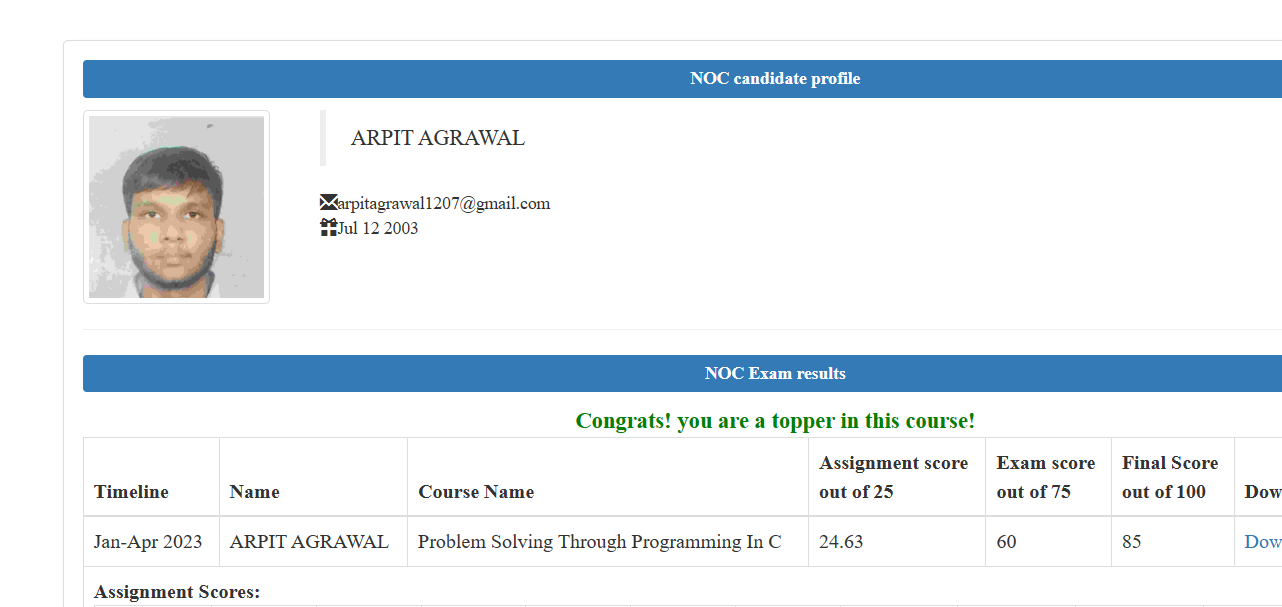 NOC candidate profile
ARPIT AGRAWAL
arpitagrawal1207@gmail.com
Jul 12 2003
NOC Exam results
Congrats! you are a topper in this course!
Timeline Name Course Name Assignment score out of 25 Exam score out of 75 Final Score out of 100 Dow
Jan-Apr 2023 ARPIT AGRAWAL Problem Solving Through Programming In C 24.63 60 85 Dow
Assignment Scores: